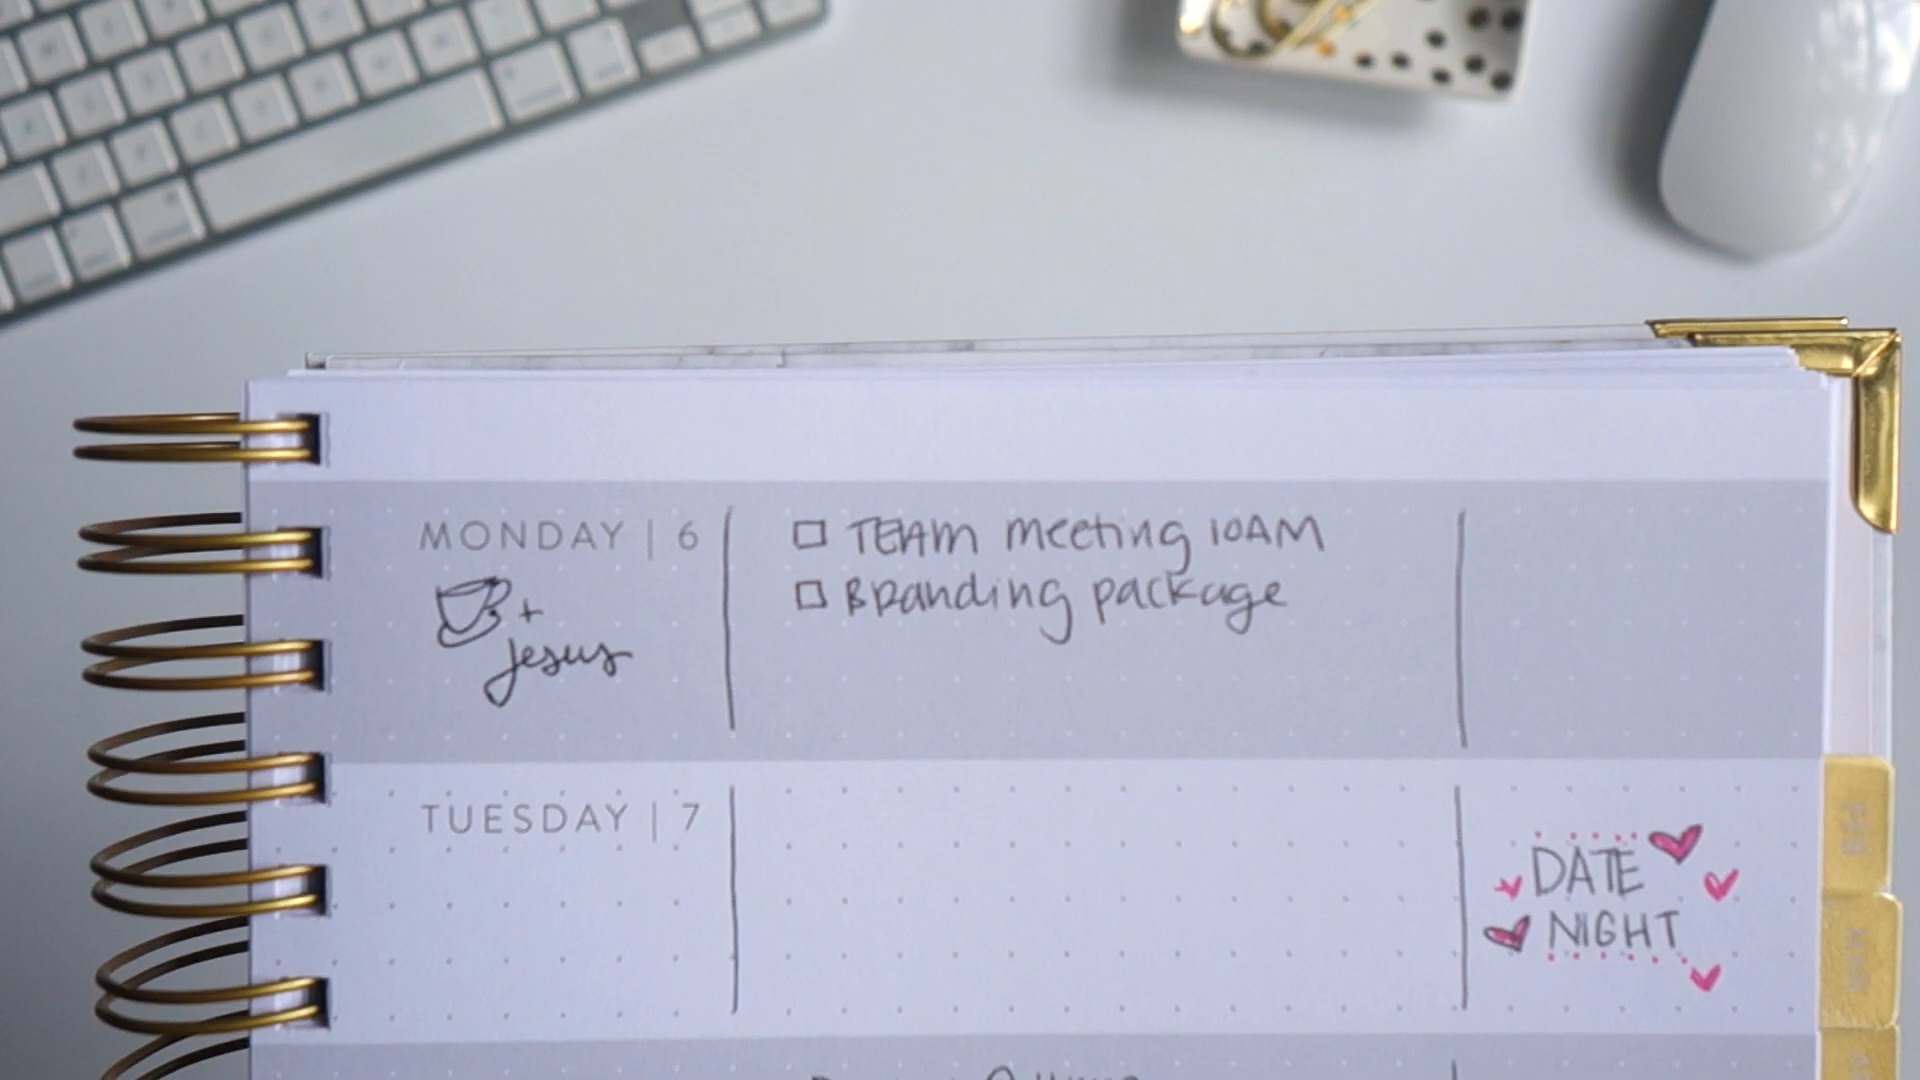 MONDAY | 6
+
Jesus
TEAM meeting 10AM
Branding package
TUESDAY | 7
DATE
NIGHT